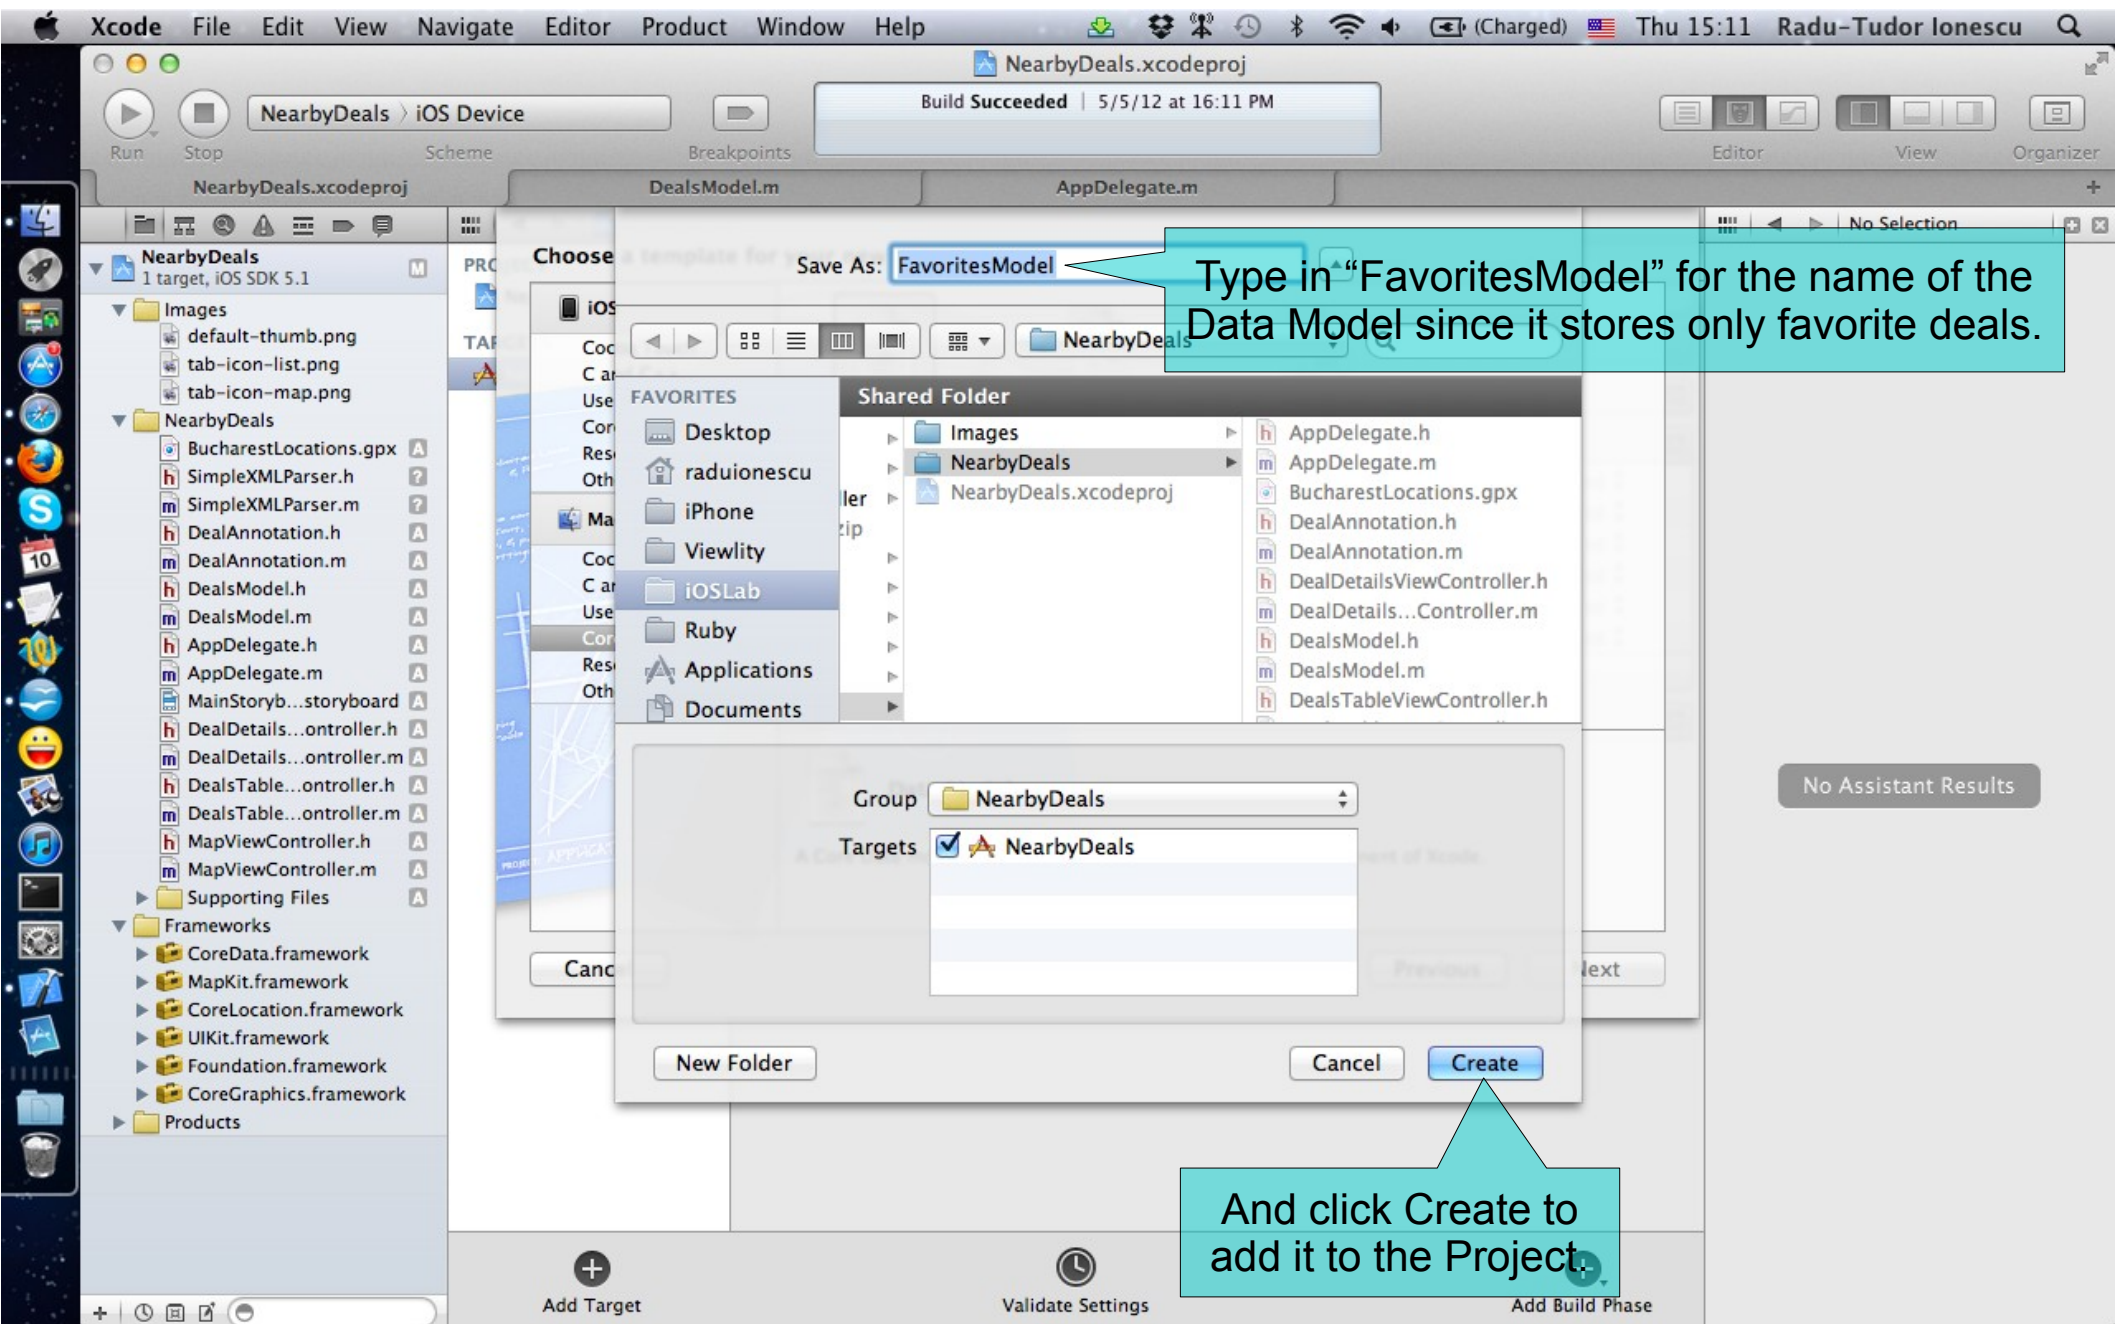 Xcode File Edit View Navigate Editor Product Window Help (Charged) Thu 15:11 Radu-Tudor Ionescu
NearbyDeals.xcodeproj
NearbyDeals iOS Device
Build Succeeded | 5/5/12 at 16:11 PM
Run Stop Scheme Breakpoints Editor View Organizer
NearbyDeals.xcodeproj DealsModel.m AppDelegate.m
No Selection
NearbyDeals M
1 target, iOS SDK 5.1
Images
default-thumb.png
tab-icon-list.png
tab-icon-map.png
NearbyDeals
BucharestLocations.gpx A
SimpleXMLParser.h ?
SimpleXMLParser.m ?
DealAnnotation.h A
DealAnnotation.m A
DealsModel.h A
DealsModel.m A
AppDelegate.h A
AppDelegate.m A
MainStoryb...storyboard A
DealDetails...ontroller.h A
DealDetails...ontroller.m A
DealsTable...ontroller.h A
DealsTable...ontroller.m A
MapViewController.h A
MapViewController.m A
Supporting Files A
Frameworks
CoreData.framework
MapKit.framework
CoreLocation.framework
UIKit.framework
Foundation.framework
CoreGraphics.framework
Products
Choose a template for your new
iOS
Save As: FavoritesModel
NearbyDeals
FAVORITES
Desktop
raduionescu
iPhone
Viewlity
iOSLab
Ruby
Applications
Documents
Shared Folder
Images
NearbyDeals
NearbyDeals.xcodeproj
AppDelegate.h
AppDelegate.m
BucharestLocations.gpx
DealAnnotation.h
DealAnnotation.m
DealDetailsViewController.h
DealDetails...Controller.m
DealsModel.h
DealsModel.m
DealsTableViewController.h
Group NearbyDeals
Targets NearbyDeals
Previous
New Folder Cancel Create
Type in “FavoritesModel” for the name of the
Data Model since it stores only favorite deals.
No Assistant Results
And click Create to
add it to the Project.
Add Target Validate Settings Add Build Phase
10